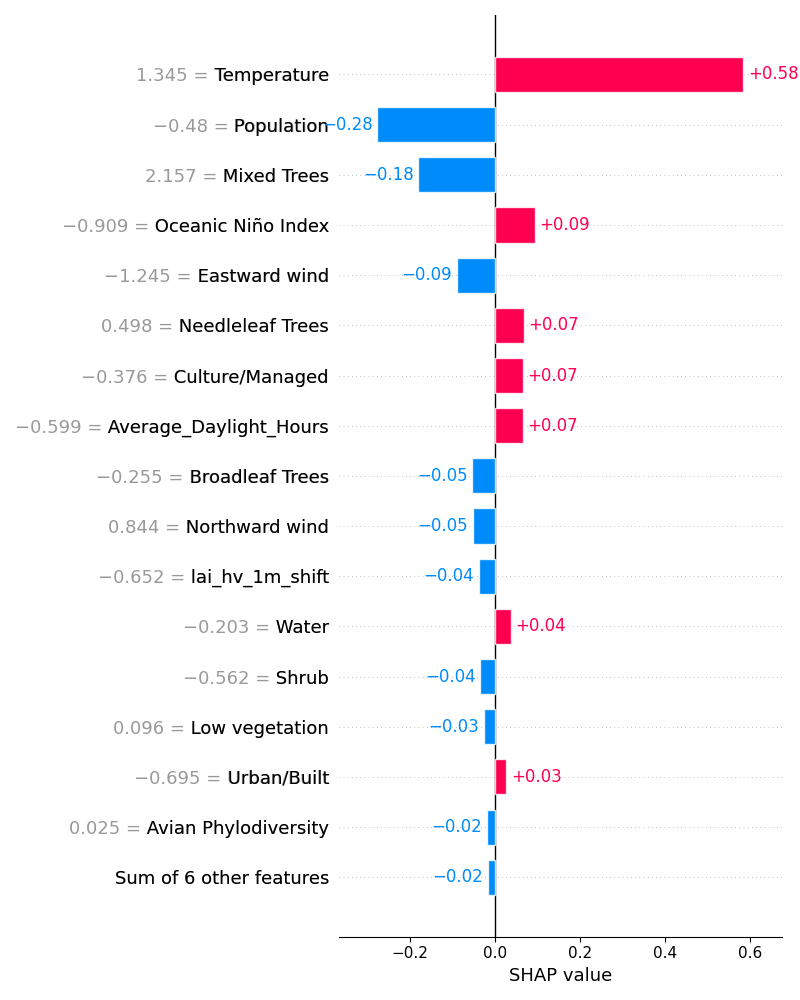 1.345 = Temperature +0.58
−0.48 = Population −0.28
2.157 = Mixed Trees −0.18
−0.909 = Oceanic Niño Index +0.09
−1.245 = Eastward wind −0.09
0.498 = Needleleaf Trees +0.07
−0.376 = Culture/Managed +0.07
−0.599 = Average_Daylight_Hours +0.07
−0.255 = Broadleaf Trees −0.05
0.844 = Northward wind −0.05
−0.652 = lai_hv_1m_shift −0.04
−0.203 = Water +0.04
−0.562 = Shrub −0.04
0.096 = Low vegetation −0.03
−0.695 = Urban/Built +0.03
0.025 = Avian Phylodiversity −0.02
Sum of 6 other features −0.02
−0.2 0.0 0.2 0.4 0.6
SHAP value